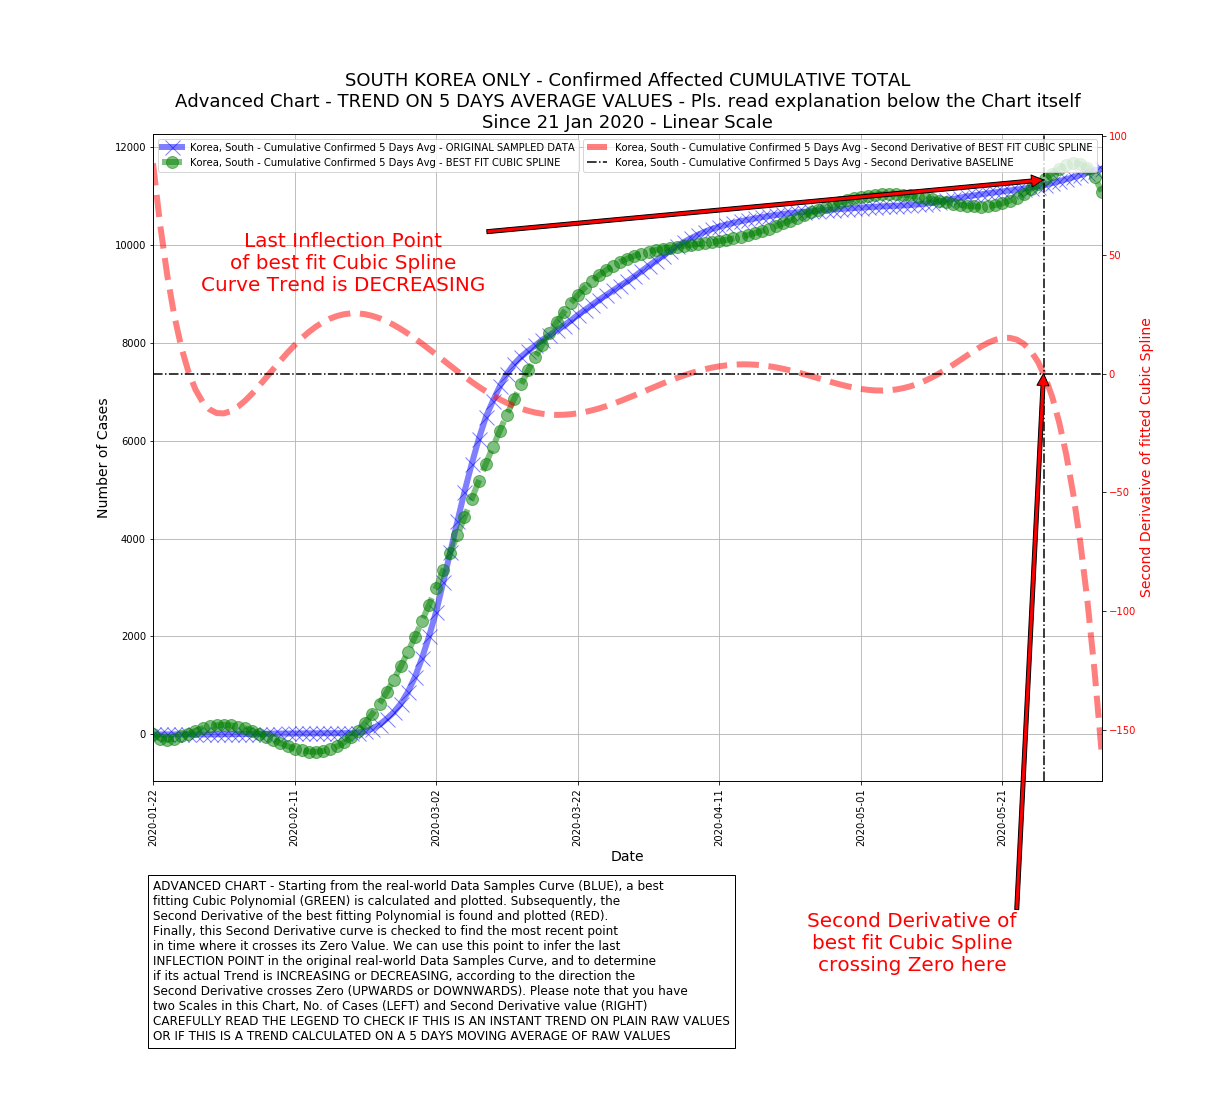 SOUTH KOREA ONLY - Confirmed Affected CUMULATIVE TOTAL
Advanced Chart - TREND ON 5 DAYS AVERAGE VALUES - Pls. read explanation below the Chart itself
Since 21 Jan 2020 - Linear Scale
Korea, South - Cumulative Confirmed 5 Days Avg - ORIGINAL SAMPLED DATA
Korea, South - Cumulative Confirmed 5 Days Avg - BEST FIT CUBIC SPLINE
Korea, South - Cumulative Confirmed 5 Days Avg - Second Derivative of BEST FIT CUBIC SPLINE
Korea, South - Cumulative Confirmed 5 Days Avg - Second Derivative BASELINE
Last Inflection Point
of best fit Cubic Spline
Curve Trend is DECREASING
Number of Cases
12000
10000
8000
6000
4000
2000
0
100
50
0
−50
−100
−150
Second Derivative of fitted Cubic Spline
2020-01-22
2020-02-11
2020-03-02
2020-03-22
2020-04-11
2020-05-01
2020-05-21
Date
ADVANCED CHART - Starting from the real-world Data Samples Curve (BLUE), a best
fitting Cubic Polynomial (GREEN) is calculated and plotted. Subsequently, the
Second Derivative of the best fitting Polynomial is found and plotted (RED).
Finally, this Second Derivative curve is checked to find the most recent point
in time where it crosses its Zero Value. We can use this point to infer the last
INFLECTION POINT in the original real-world Data Samples Curve, and to determine
if its actual Trend is INCREASING or DECREASING, according to the direction the
Second Derivative crosses Zero (UPWARDS or DOWNWARDS). Please note that you have
two Scales in this Chart, No. of Cases (LEFT) and Second Derivative value (RIGHT)
CAREFULLY READ THE LEGEND TO CHECK IF THIS IS AN INSTANT TREND ON PLAIN RAW VALUES
OR IF THIS IS A TREND CALCULATED ON A 5 DAYS MOVING AVERAGE OF RAW VALUES
Second Derivative of
best fit Cubic Spline
crossing Zero here